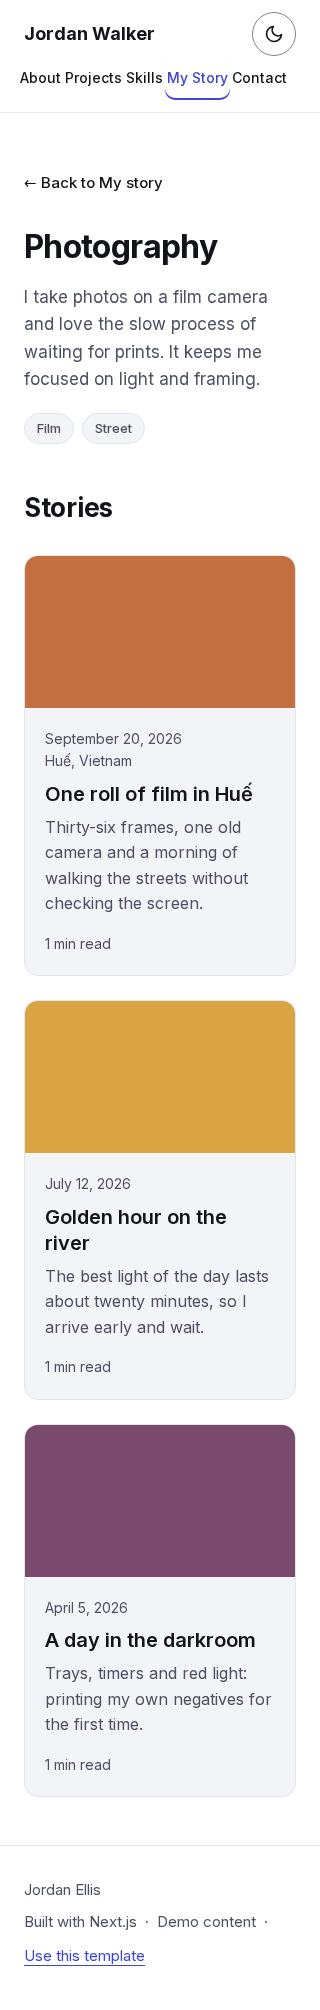 Jordan Walker
About Projects Skills My Story Contact
← Back to My story
Photography
I take photos on a film camera
and love the slow process of
waiting for prints. It keeps me
focused on light and framing.
Film Street
Stories
September 20, 2026
Huế, Vietnam
One roll of film in Huế
Thirty-six frames, one old
camera and a morning of
walking the streets without
checking the screen.
1 min read
July 12, 2026
Golden hour on the
river
The best light of the day lasts
about twenty minutes, so I
arrive early and wait.
1 min read
April 5, 2026
A day in the darkroom
Trays, timers and red light:
printing my own negatives for
the first time.
1 min read
Jordan Ellis
Built with Next.js · Demo content ·
Use this template